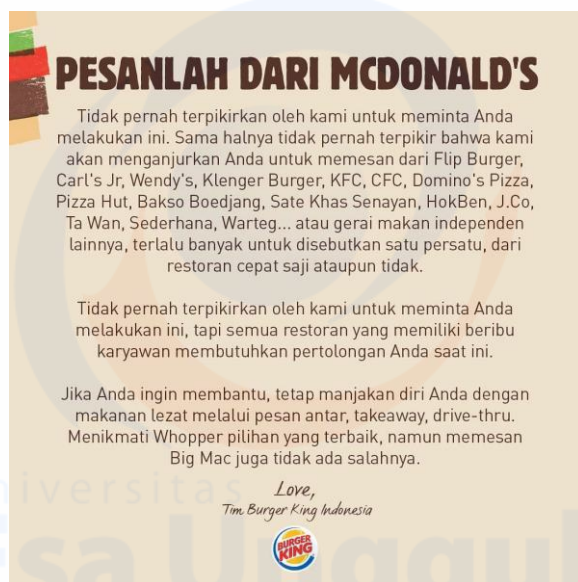 PESANLAH DARI MCDONALD'S
Tidak pernah terpikirkan oleh kami untuk meminta Anda
melakukan ini. Sama halnya tidak pernah terpikir bahwa kami
akan menganjurkan Anda untuk memesan dari Flip Burger,
Carl's Jr, Wendy's, Klenger Burger, KFC, CFC, Domino's Pizza,
Pizza Hut, Bakso Boedjang, Sate Khas Senayan, HokBen, J.Co,
Ta Wan, Sederhana, Warteg... atau gerai makan independen
lainnya, terlalu banyak untuk disebutkan satu persatu, dari
restoran cepat saji ataupun tidak.
Tidak pernah terpikirkan oleh kami untuk meminta Anda
melakukan ini, tapi semua restoran yang memiliki beribu
karyawan membutuhkan pertolongan Anda saat ini.
Jika Anda ingin membantu, tetap manjakan diri Anda dengan
makanan lezat melalui pesan antar, takeaway, drive-thru.
Menikmati Whopper pilihan yang terbaik, namun memesan
Big Mac juga tidak ada salahnya.
niversitas
Love,
Tim Burger King Indonesia
BURGER
KING
sa Unggul